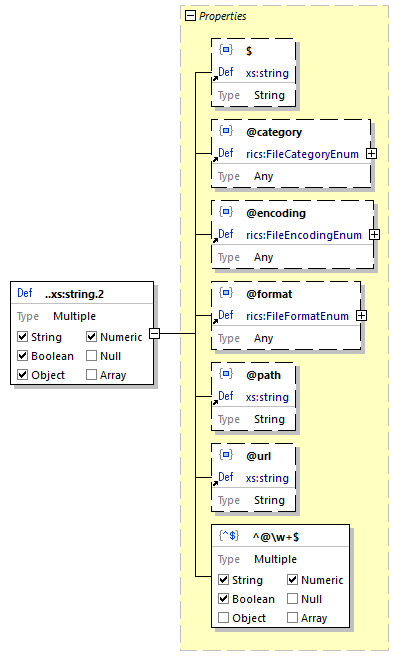 Properties
{} $
Def xs:string
Type String
{} @category
Def rics:FileCategoryEnum
Type Any
{} @encoding
Def rics:FileEncodingEnum
Type Any
Def ..xs:string.2
Type Multiple
String Numeric
Boolean Null
Object Array
{} @format
Def rics:FileFormatEnum
Type Any
{} @path
Def xs:string
Type String
{} @url
Def xs:string
Type String
{^$} ^@\w+$
Type Multiple
String Numeric
Boolean Null
Object Array